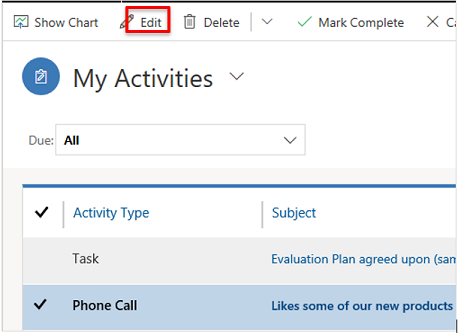 Show Chart Edit Delete Mark Complete
My Activities
Due: All
Activity Type Subject
Task Evaluation Plan agreed upon (sam
Phone Call Likes some of our new products